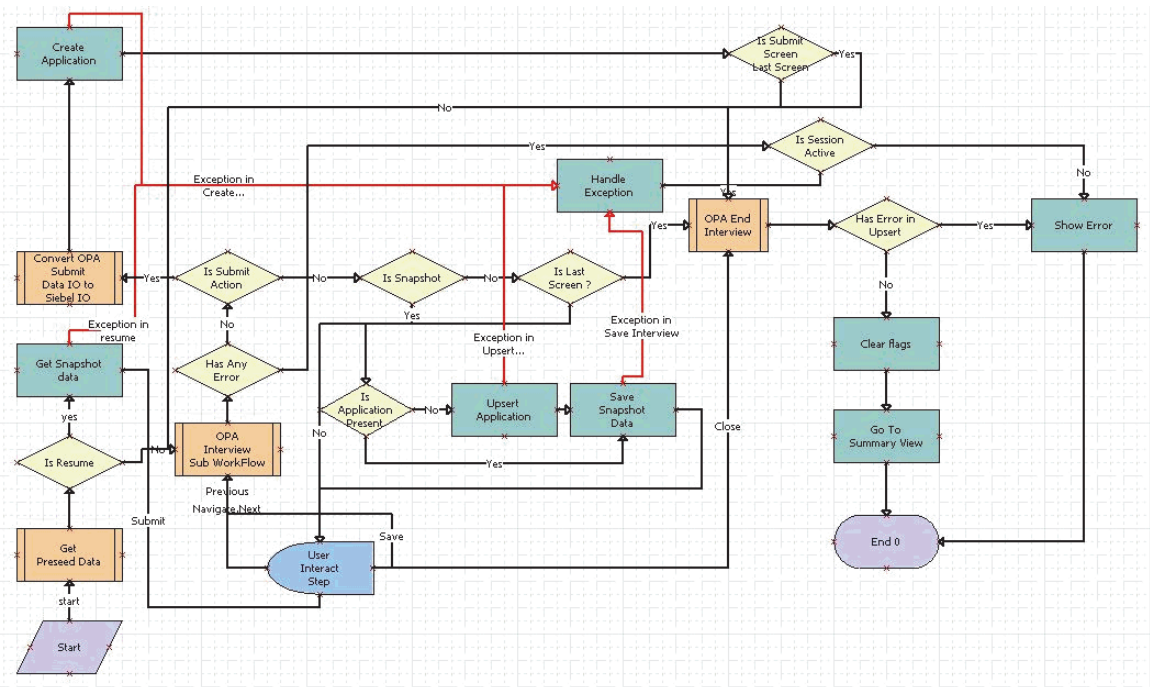 Create
Application
Is Submit
Screen
Last Screen
Yes
No
Is Session
Active
Yes
Handle
Exception
Exception in
Create...
Yes
No
OPA End
Interview
Has Error in
Upsert
Yes
Show Error
Yes
Convert OPA
Submit
Data IO to
Siebel IO
Yes
Is Submit
Action
No
Is Snapshot
No
Is Last
Screen ?
No
Yes
Exception in
resume
No
Exception in
Upsert...
Exception in
Save Interview
Clear flags
Get Snapshot
data
Has Any
Error
Is
Application
Present
No
Upsert
Application
Save
Snapshot
Data
yes
No
Close
Go To
Summary View
Is Resume
No
OPA
Interview
Sub WorkFlow
Yes
Previous
Navigate,Next
Submit
Save
Get
Preseed Data
User
Interact
Step
End 0
start
Start